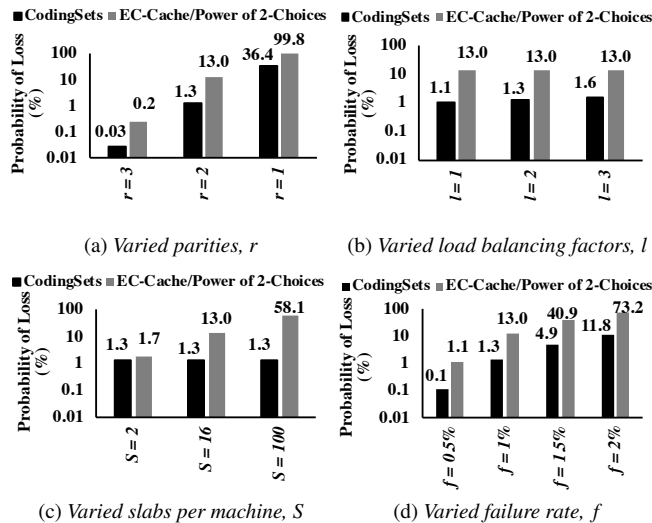 CodingSets EC-Cache/Power of 2-Choices
Probability of Loss
(%)
100
10
1
0.1
0.01
0.03
0.2
1.3
13.0
36.4
99.8
r = 3
r = 2
r = 1
(a) Varied parities, r
CodingSets EC-Cache/Power of 2-Choices
Probability of Loss
(%)
100
10
1
0.1
0.01
1.1
13.0
1.3
13.0
1.6
13.0
l = 1
l = 2
l = 3
(b) Varied load balancing factors, l
CodingSets EC-Cache/Power of 2-Choices
Probability of Loss
(%)
100
10
1
0.1
0.01
1.3
1.7
1.3
13.0
1.3
58.1
S = 2
S = 16
S = 100
(c) Varied slabs per machine, S
CodingSets EC-Cache/Power of 2-Choices
Probability of Loss
(%)
100
10
1
0.1
0.01
0.1
1.1
1.3
13.0
4.9
40.9
11.8
73.2
f = 0.5%
f = 1%
f = 1.5%
f = 2%
(d) Varied failure rate, f